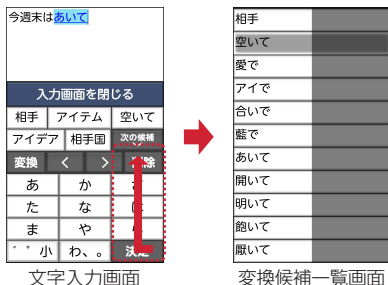 今週末はあいて
入力画面を閉じる
相手 アイテム 空いて
アイデア 相手国 次の候補
変換 < >
あ か
た な
ま や
゛゜小 わ、。
文字入力画面
相手
空いて
愛で
アイで
合いで
藍で
あいて
開いて
明いて
飽いて
厭いて
変換候補一覧画面